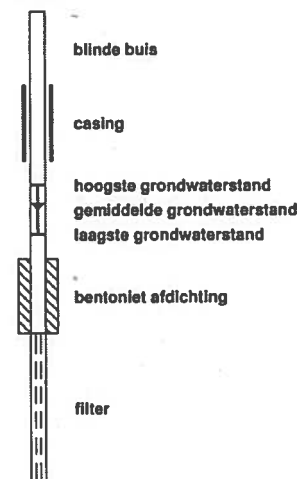 blinde buis
casing
hoogste grondwaterstand
gemiddelde grondwaterstand
laagste grondwaterstand
bentoniet afdichting
filter